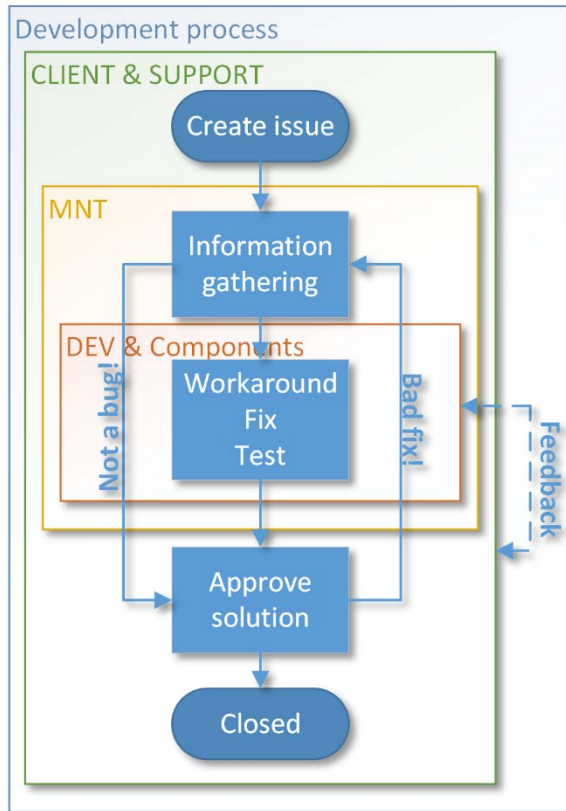 Development process
CLIENT & SUPPORT
Create issue
MNT
Information
gathering
DEV & Components
Workaround
Fix
Test
Not a bug!
Bad fix!
Feedback
Approve
solution
Closed